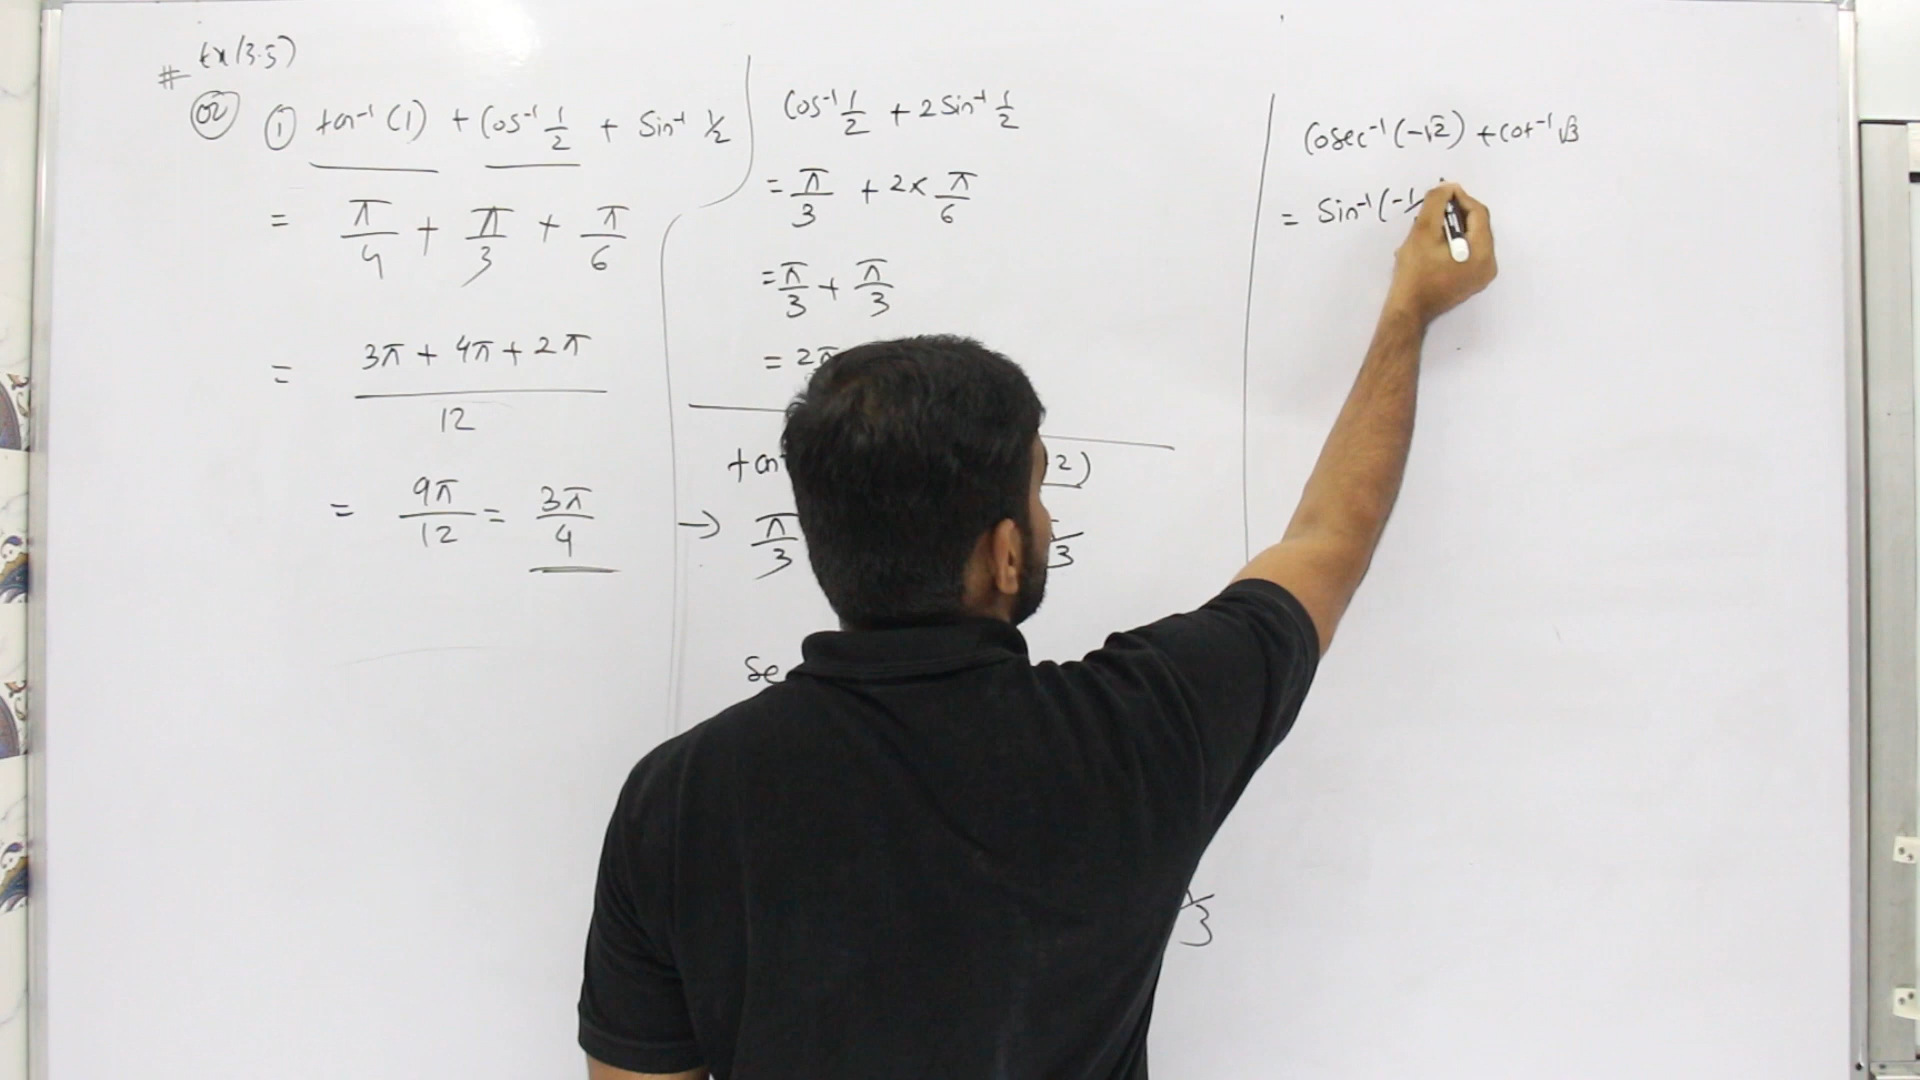 # Ex (3.5)
Q2 ① tan⁻¹ (1) + Cos⁻¹ 1/2 + Sin⁻¹ 1/2
= π/4 + π/3 + π/6
= 3π + 4π + 2π / 12
= 9π/12 = 3π/4
Cos⁻¹ 1/2 + 2 Sin⁻¹ 1/2
= π/3 + 2 × π/6
= π/3 + π/3
= 2π
tan 2)
→ π/3 3
Se
3
Cosec⁻¹ (-√2) + Cot⁻¹ √3
= Sin⁻¹ (-1/